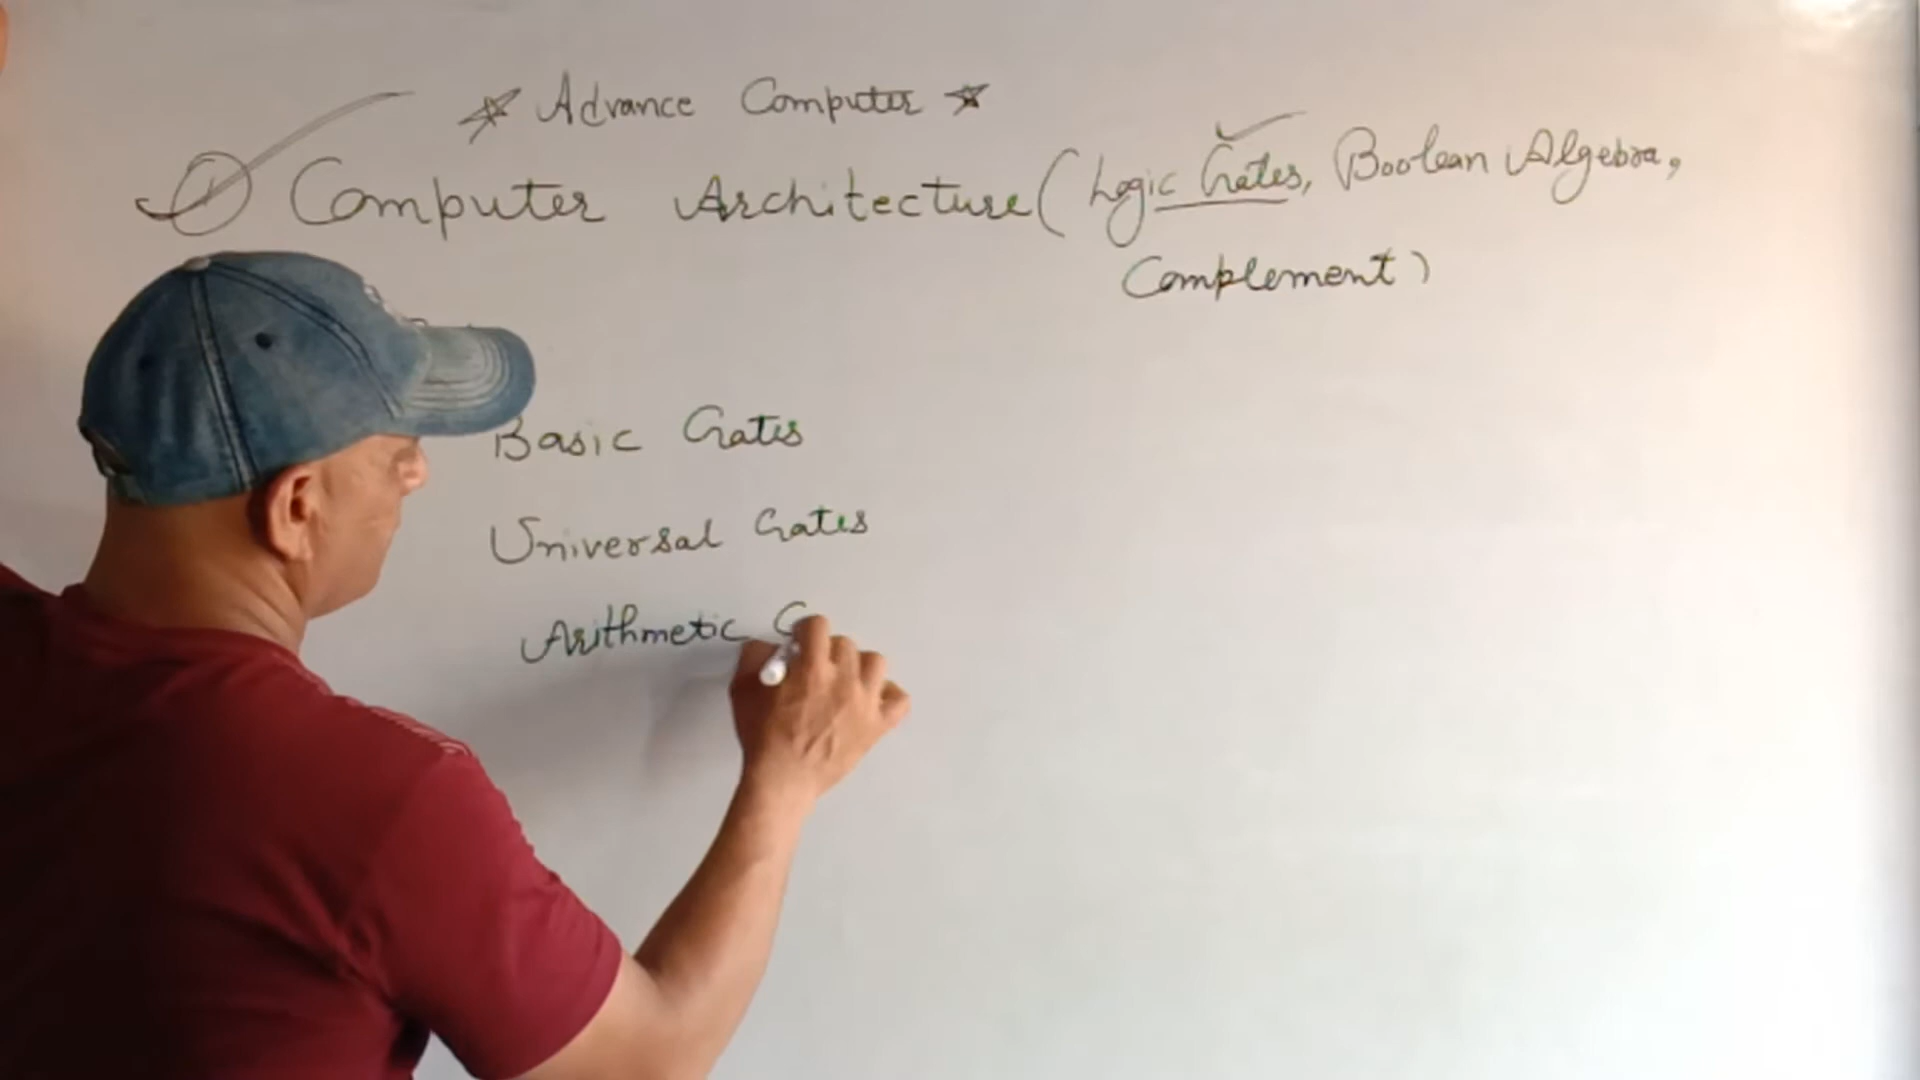 ☆ Advance Computer ☆
① Computer Architecture (Logic Gates, Boolean Algebra,
Complement)
Basic Gates
Universal Gates
Arithmetic G